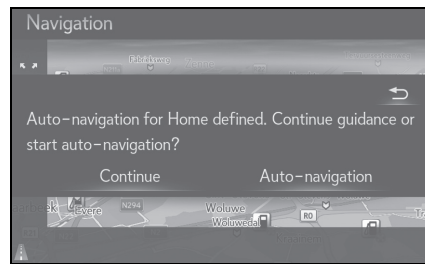 Navigation
Auto-navigation for Home defined. Continue guidance or
start auto-navigation?
Continue
Auto-navigation
Evere
N294
Woluwe
Woluwedal
R0